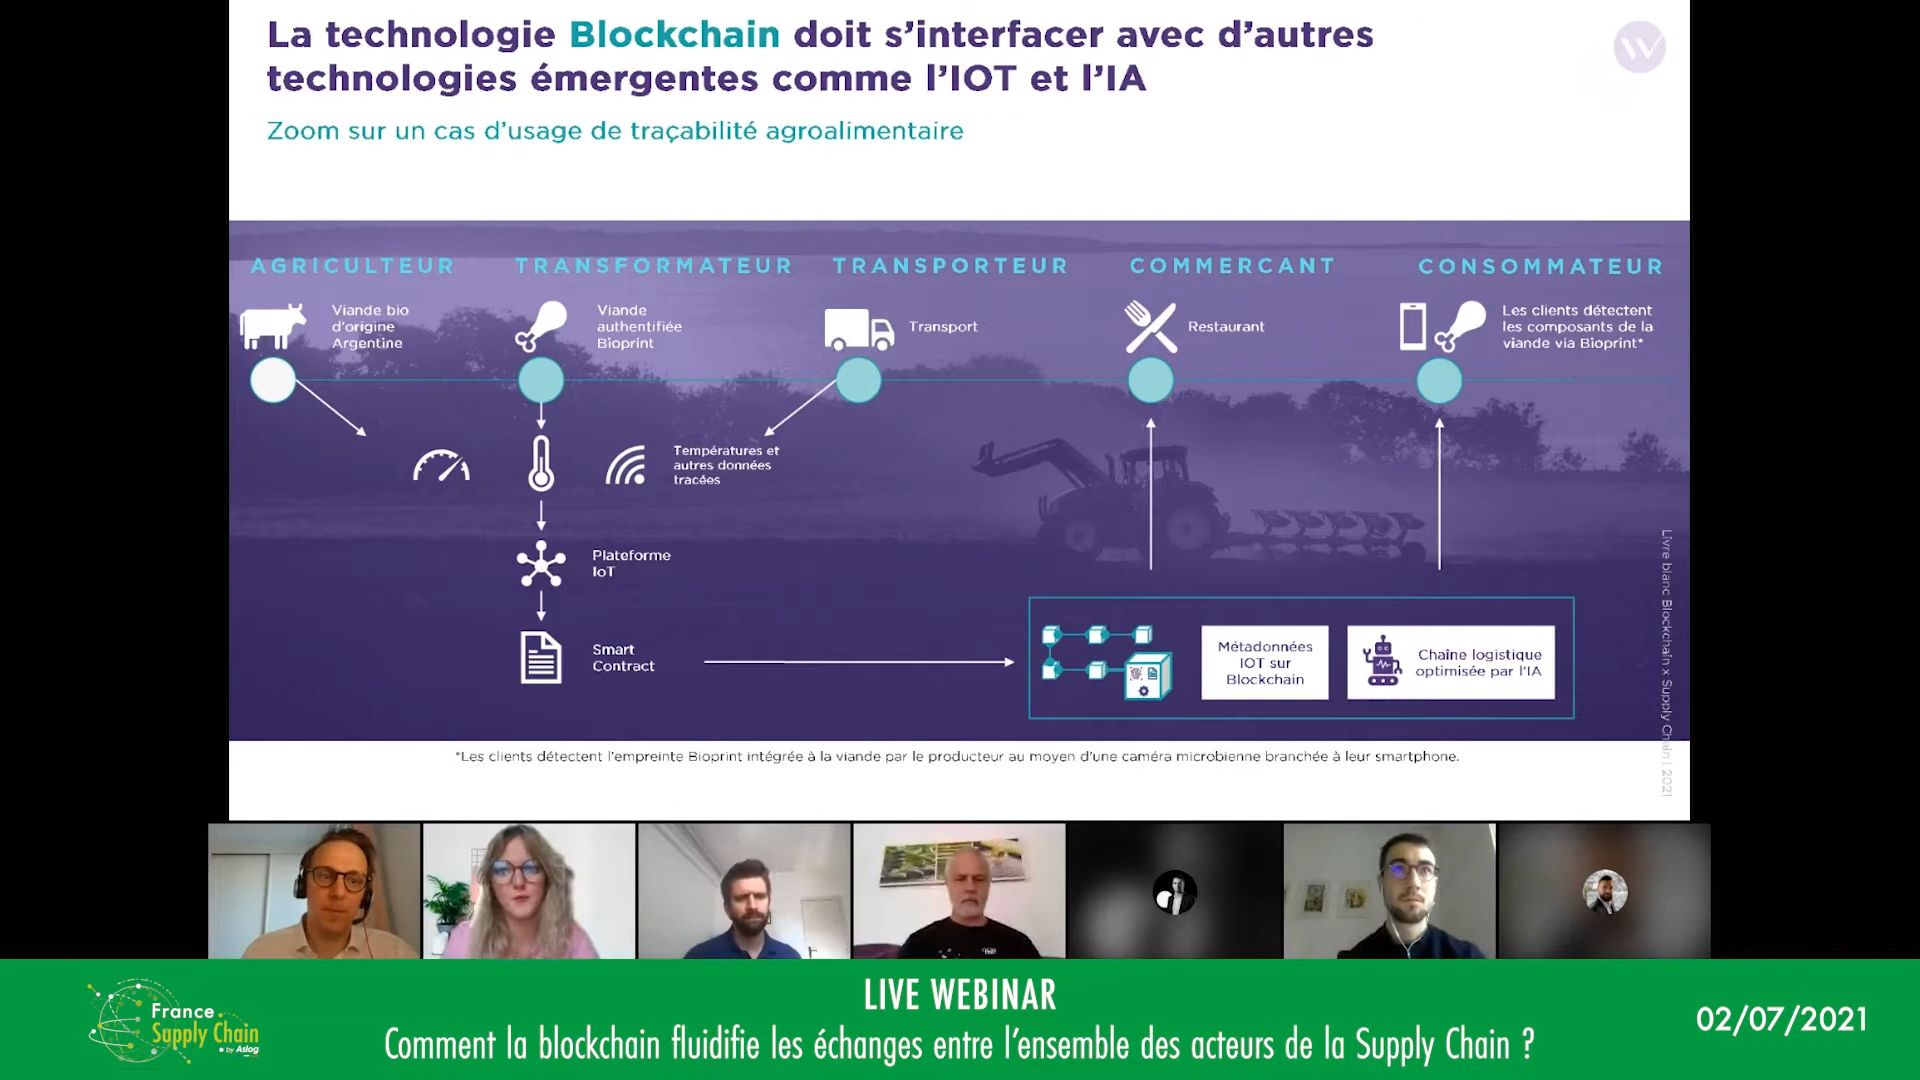 La technologie Blockchain doit s’interfacer avec d’autres
technologies émergentes comme l’IOT et l’IA
Zoom sur un cas d’usage de traçabilité agroalimentaire
AGRICULTEUR
TRANSFORMATEUR
TRANSPORTEUR
COMMERCANT
CONSOMMATEUR
Viande bio
d’origine
Argentine
Viande
authentifiée
Bioprint
Transport
Restaurant
Les clients détectent
les composants de la
viande via Bioprint*
Températures et
autres données
tracées
Plateforme
IoT
Smart
Contract
Métadonnées
IOT sur
Blockchain
Chaîne logistique
optimisée par l’IA
Livre blanc Blockchain x Supply Chain | 2021
*Les clients détectent l’empreinte Bioprint intégrée à la viande par le producteur au moyen d’une caméra microbienne branchée à leur smartphone.
France
Supply Chain
by Aslog
LIVE WEBINAR
Comment la blockchain fluidifie les échanges entre l’ensemble des acteurs de la Supply Chain ?
02/07/2021